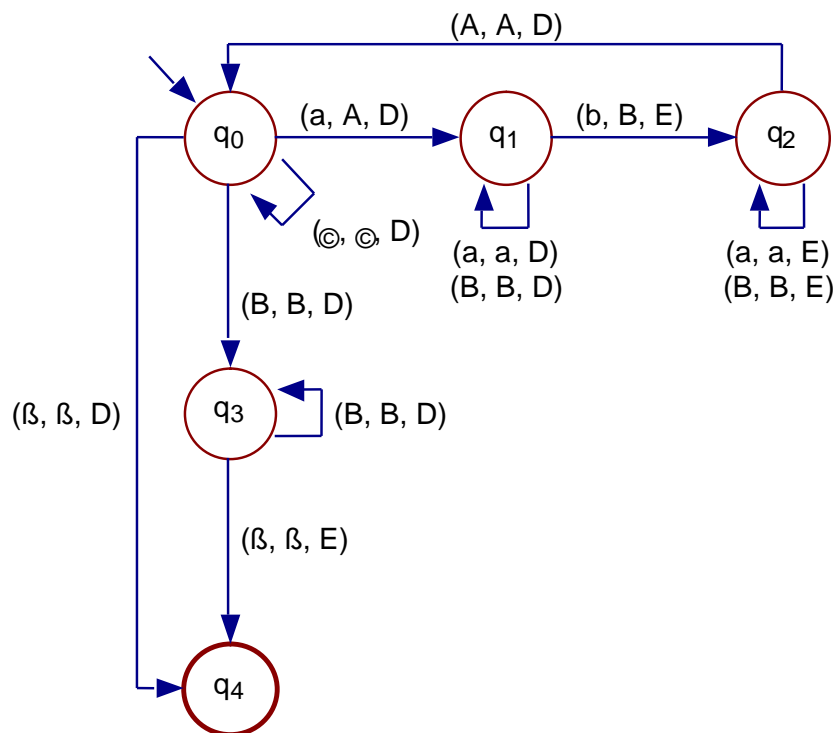 (A, A, D)
q0 (a, A, D) q1 (b, B, E) q2
(©, ©, D)
(a, a, D) (a, a, E)
(B, B, D) (B, B, E)
(B, B, D)
(ß, ß, D) q3 (B, B, D)
(ß, ß, E)
q4